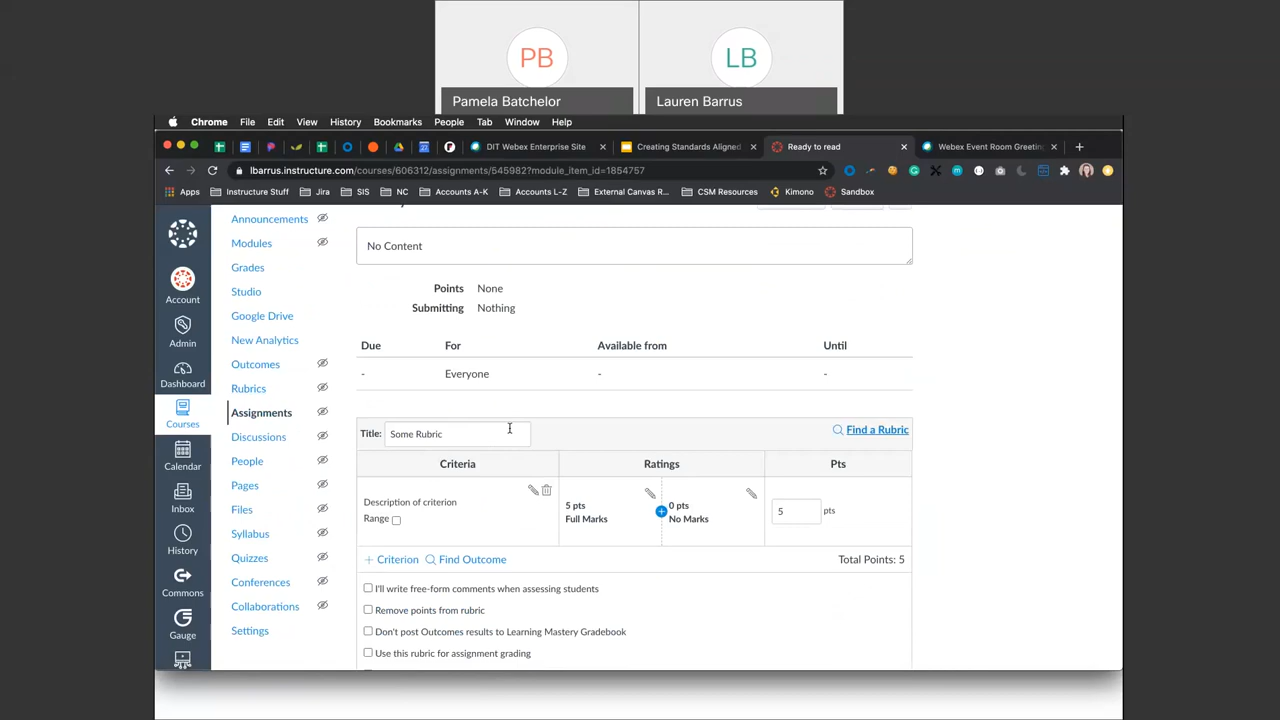 PB
LB
Pamela Batchelor
Lauren Barrus
Chrome File Edit View History Bookmarks People Tab Window Help
DIT Webex Enterprise Site
Creating Standards Aligned
Ready to read
Webex Event Room Greeting
lbarrus.instructure.com/courses/606312/assignments/545982?module_item_id=1854757
Apps Instructure Stuff Jira SIS NC Accounts A-K Accounts L-Z External Canvas R... CSM Resources Kimono Sandbox
Account
Admin
Dashboard
Courses
Calendar
Inbox
History
Commons
Gauge
Announcements
Modules
Grades
Studio
Google Drive
New Analytics
Outcomes
Rubrics
Assignments
Discussions
People
Pages
Files
Syllabus
Quizzes
Conferences
Collaborations
Settings
No Content
Points None
Submitting Nothing
Due For Available from Until
- Everyone - -
Title: Some Rubric Find a Rubric
Criteria Ratings Pts
Description of criterion
Range
5 pts
Full Marks
0 pts
No Marks
5 pts
Criterion Find Outcome Total Points: 5
I'll write free-form comments when assessing students
Remove points from rubric
Don't post Outcomes results to Learning Mastery Gradebook
Use this rubric for assignment grading